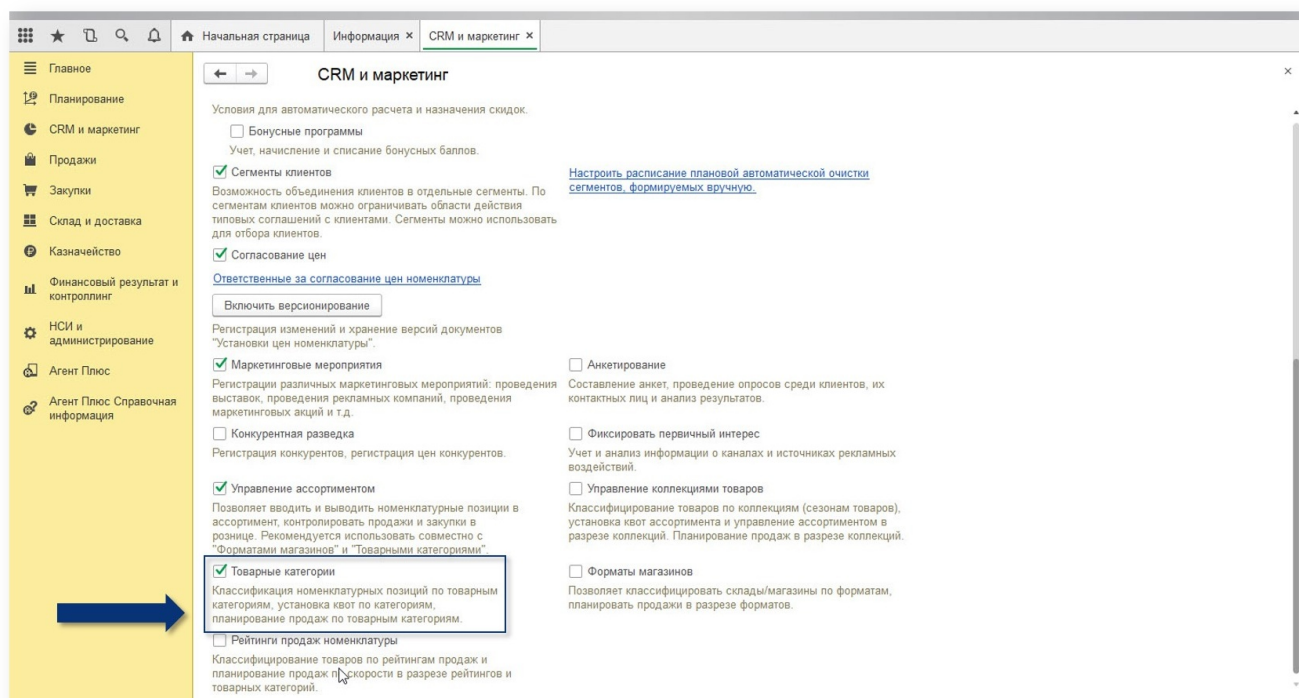 Начальная страница
Информация ×
CRM и маркетинг ×
Главное
Планирование
CRM и маркетинг
Продажи
Закупки
Склад и доставка
Казначейство
Финансовый результат и
контроллинг
НСИ и
администрирование
Агент Плюс
Агент Плюс Справочная
информация
CRM и маркетинг
Условия для автоматического расчета и назначения скидок.
Бонусные программы
Учет, начисление и списание бонусных баллов.
Сегменты клиентов
Возможность объединения клиентов в отдельные сегменты. По
сегментам клиентов можно ограничивать области действия
типовых соглашений с клиентами. Сегменты можно использовать
для отбора клиентов.
Настроить расписание плановой автоматической очистки
сегментов, формируемых вручную.
Согласование цен
Ответственные за согласование цен номенклатуры
Включить версионирование
Регистрация изменений и хранение версий документов
"Установки цен номенклатуры".
Маркетинговые мероприятия
Регистрации различных маркетинговых мероприятий: проведения
выставок, проведения рекламных компаний, проведения
маркетинговых акций и т.д.
Анкетирование
Составление анкет, проведение опросов среди клиентов, их
контактных лиц и анализ результатов.
Конкурентная разведка
Регистрация конкурентов, регистрация цен конкурентов.
Фиксировать первичный интерес
Учет и анализ информации о каналах и источниках рекламных
воздействий.
Управление ассортиментом
Позволяет вводить и выводить номенклатурные позиции в
ассортимент, контролировать продажи и закупки в
рознице. Рекомендуется использовать совместно с
"Форматами магазинов" и "Товарными категориями".
Управление коллекциями товаров
Классифицирование товаров по коллекциям (сезонам товаров),
установка квот ассортимента и управление ассортиментом в
разрезе коллекций. Планирование продаж в разрезе коллекций.
Товарные категории
Классификация номенклатурных позиций по товарным
категориям, установка квот по категориям,
планирование продаж по товарным категориям.
Форматы магазинов
Позволяет классифицировать склады/магазины по форматам,
планировать продажи в разрезе форматов.
Рейтинги продаж номенклатуры
Классифицирование товаров по рейтингам продаж и
планирование продаж по скорости в разрезе рейтингов и
товарных категорий.